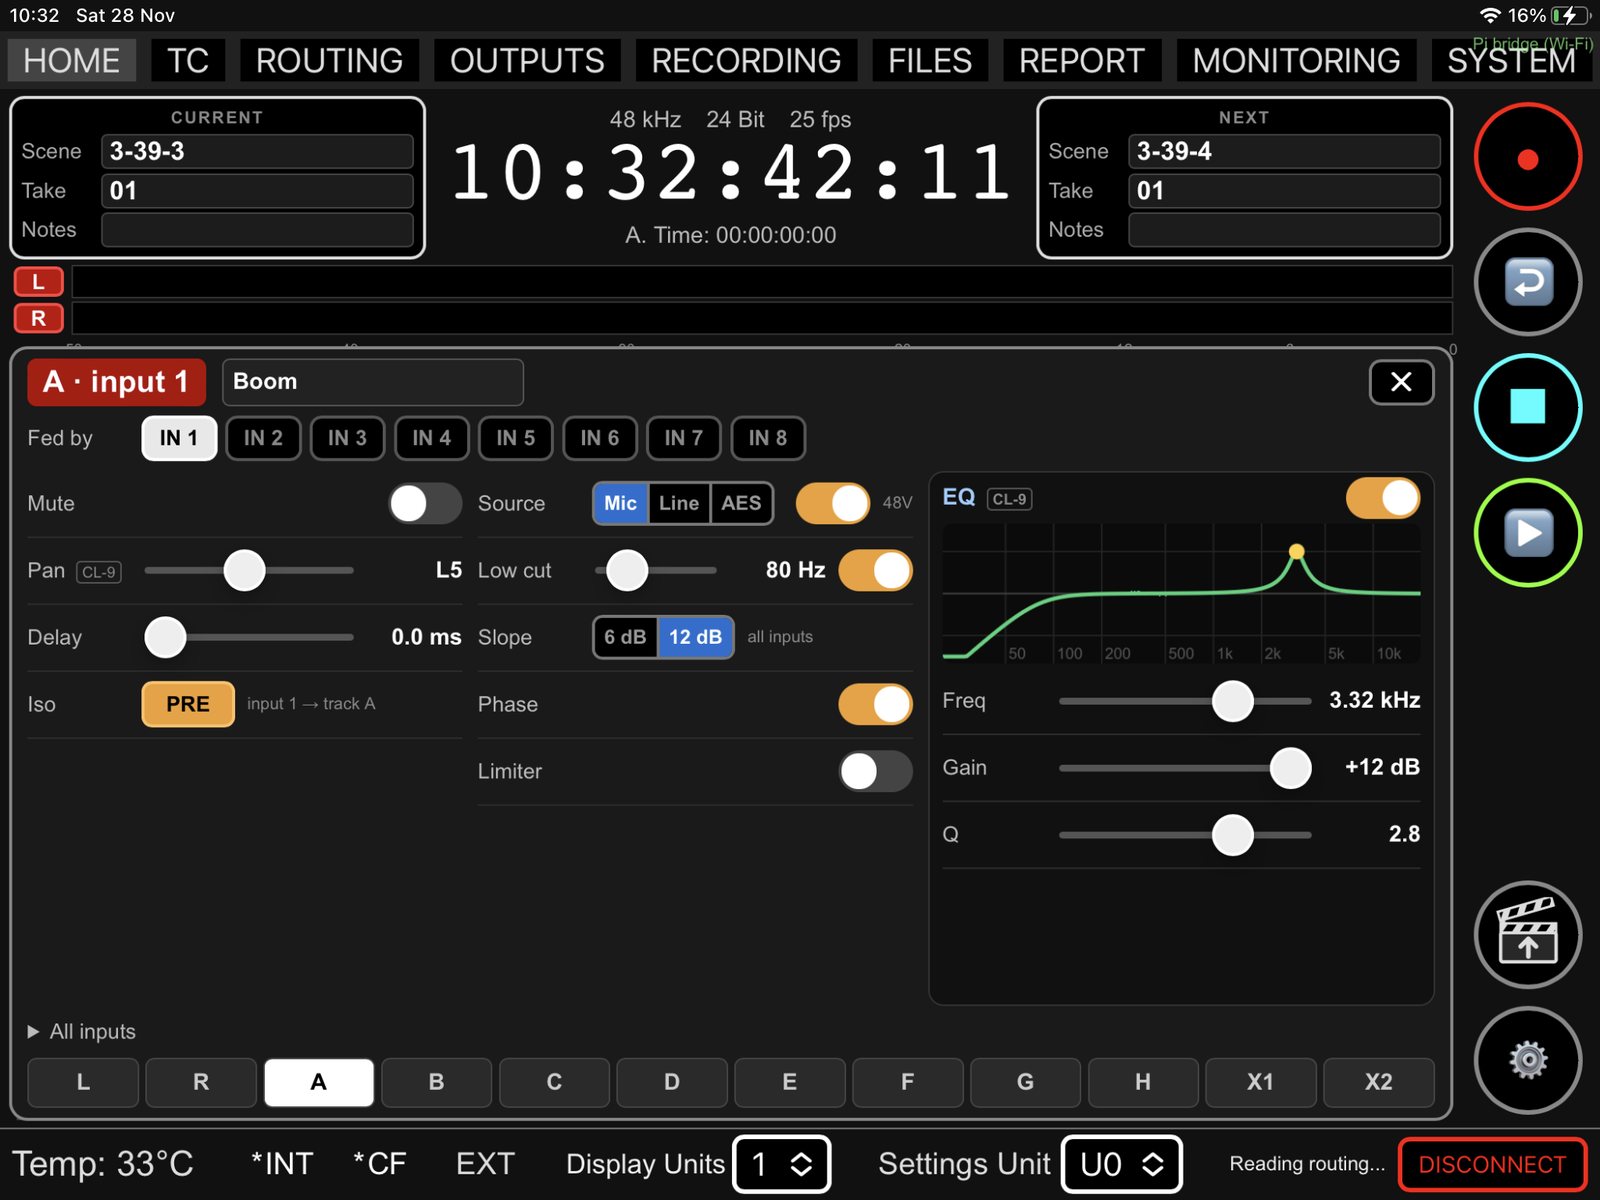 10:32 Sat 28 Nov
16%
Pi bridge (Wi-Fi)
HOME TC ROUTING OUTPUTS RECORDING FILES REPORT MONITORING SYSTEM
CURRENT
Scene 3-39-3
Take 01
Notes
48 kHz 24 Bit 25 fps
10:32:42:11
A. Time: 00:00:00:00
NEXT
Scene 3-39-4
Take 01
Notes
L
R
0
A · input 1 Boom
Fed by IN 1 IN 2 IN 3 IN 4 IN 5 IN 6 IN 7 IN 8
Mute
Pan CL-9 L5
Delay 0.0 ms
Iso PRE input 1 → track A
Source Mic Line AES 48V
Low cut 80 Hz
Slope 6 dB 12 dB all inputs
Phase
Limiter
EQ CL-9
50 100 200 500 1k 2k 5k 10k
Freq 3.32 kHz
Gain +12 dB
Q 2.8
▶ All inputs
L R A B C D E F G H X1 X2
Temp: 33°C *INT *CF EXT Display Units 1 Settings Unit U0 Reading routing... DISCONNECT